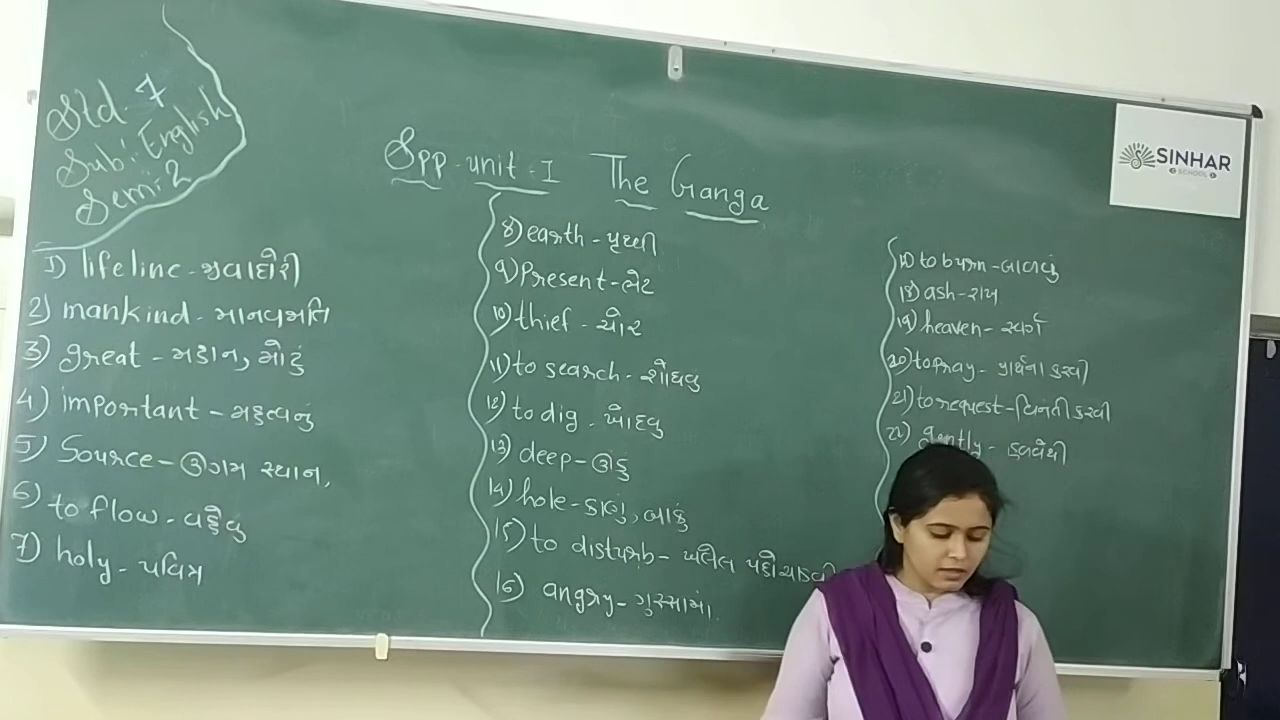 Std. 7
Sub: English
Sem: 2
Spp-unit-I The Ganga
1) lifeline - જીવાદોરી
2) mankind - માનવજાતિ
3) great - મહાન, મોટું
4) important - મહત્વનું
5) Source - ઊગમ સ્થાન,
6) to flow - વહેવુ
7) holy - પવિત્ર
8) earth - પૃથ્વી
9) Present - ભેટ
10) thief - ચોર
11) to search - શોધવુ
12) to dig - ખોદવુ
13) deep - ઊંડુ
14) hole - કાણું, બાકું
15) to disturb - ખલેલ પહોચાડવી
16) angry - ગુસ્સામાં.
to burn - બાળવું
18) ash - રાખ
19) heaven - સ્વર્ગ
20) to pray - પ્રાર્થના કરવી
21) to request - વિનંતી કરવી
22) gently - હળવેથી
SINHAR
SCHOOL